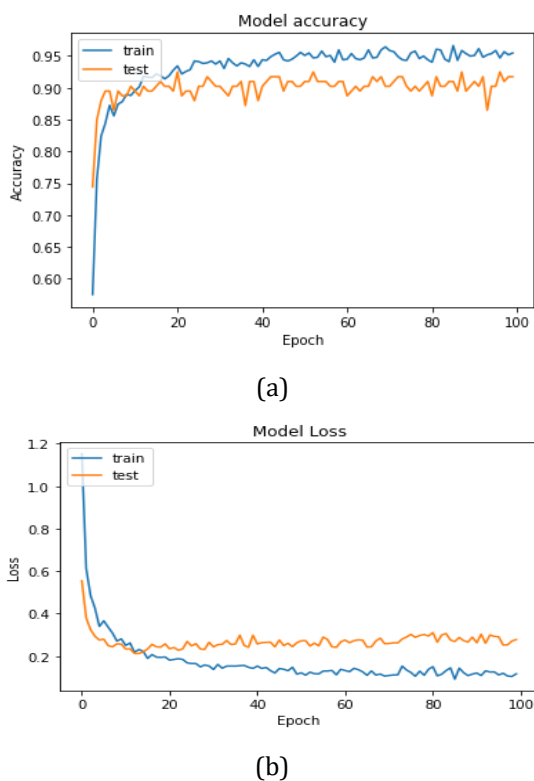 Model accuracy
train
test
0.95
0.90
0.85
0.80
0.75
0.70
0.65
0.60
Accuracy
0 20 40 60 80 100
Epoch
(a)
Model Loss
train
test
1.2
1.0
0.8
0.6
0.4
0.2
Loss
0 20 40 60 80 100
Epoch
(b)